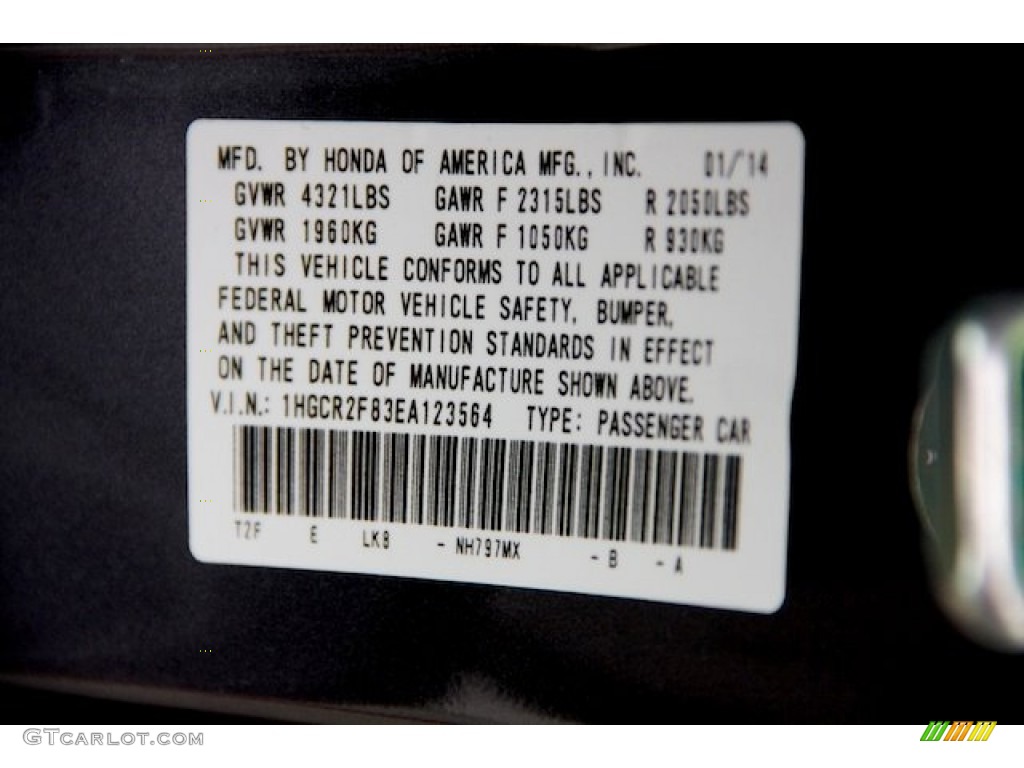 MFD. BY HONDA OF AMERICA MFG., INC. 01/14
GVWR 4321LBS GAWR F 2315LBS R 2050LBS
GVWR 1960KG GAWR F 1050KG R 930KG
THIS VEHICLE CONFORMS TO ALL APPLICABLE
FEDERAL MOTOR VEHICLE SAFETY, BUMPER,
AND THEFT PREVENTION STANDARDS IN EFFECT
ON THE DATE OF MANUFACTURE SHOWN ABOVE.
V.I.N.: 1HGCR2F83EA123564 TYPE: PASSENGER CAR
T2F E LK8 - NH797MX - B - A
GTcarlot.com